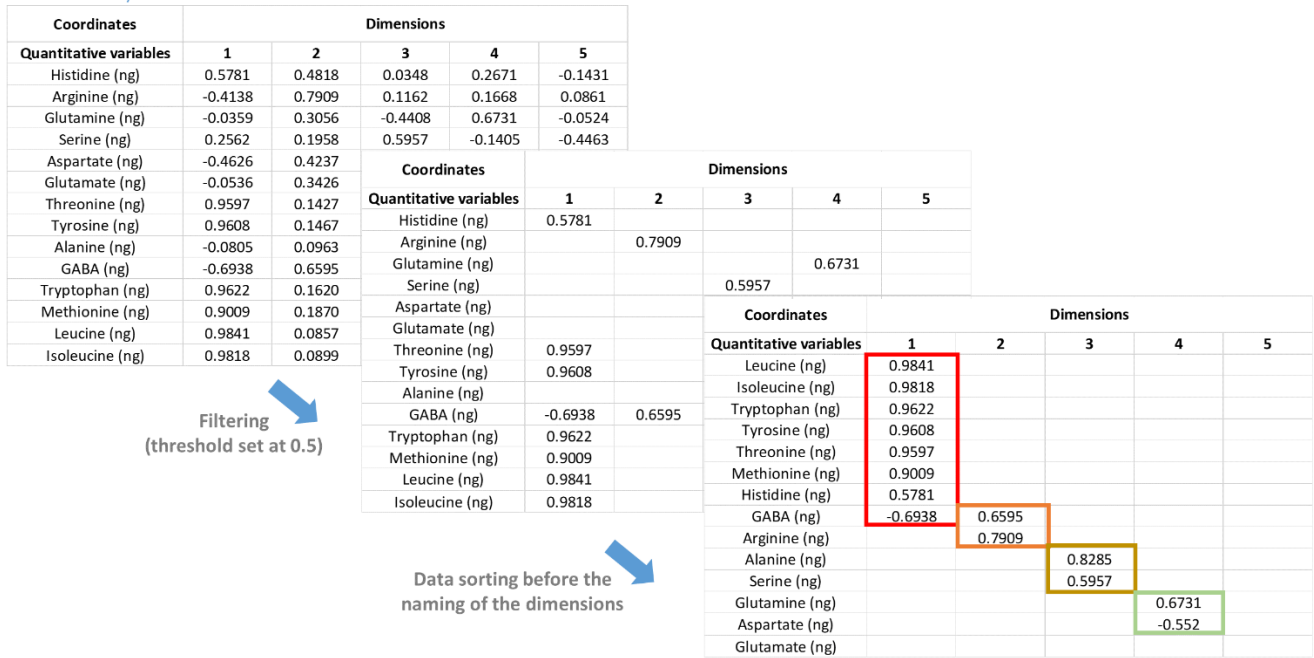 Coordinates Dimensions
Quantitative variables 1 2 3 4 5
Histidine (ng) 0.5781 0.4818 0.0348 0.2671 -0.1431
Arginine (ng) -0.4138 0.7909 0.1162 0.1668 0.0861
Glutamine (ng) -0.0359 0.3056 -0.4408 0.6731 -0.0524
Serine (ng) 0.2562 0.1958 0.5957 -0.1405 -0.4463
Aspartate (ng) -0.4626 0.4237
Glutamate (ng) -0.0536 0.3426
Threonine (ng) 0.9597 0.1427
Tyrosine (ng) 0.9608 0.1467
Alanine (ng) -0.0805 0.0963
GABA (ng) -0.6938 0.6595
Tryptophan (ng) 0.9622 0.1620
Methionine (ng) 0.9009 0.1870
Leucine (ng) 0.9841 0.0857
Isoleucine (ng) 0.9818 0.0899
Filtering
(threshold set at 0.5)
Coordinates Dimensions
Quantitative variables 1 2 3 4 5
Histidine (ng) 0.5781
Arginine (ng) 0.7909
Glutamine (ng) 0.6731
Serine (ng) 0.5957
Aspartate (ng)
Glutamate (ng)
Threonine (ng) 0.9597
Tyrosine (ng) 0.9608
Alanine (ng)
GABA (ng) -0.6938 0.6595
Tryptophan (ng) 0.9622
Methionine (ng) 0.9009
Leucine (ng) 0.9841
Isoleucine (ng) 0.9818
Data sorting before the
naming of the dimensions
Coordinates Dimensions
Quantitative variables 1 2 3 4 5
Leucine (ng) 0.9841
Isoleucine (ng) 0.9818
Tryptophan (ng) 0.9622
Tyrosine (ng) 0.9608
Threonine (ng) 0.9597
Methionine (ng) 0.9009
Histidine (ng) 0.5781
GABA (ng) -0.6938 0.6595
Arginine (ng) 0.7909
Alanine (ng) 0.8285
Serine (ng) 0.5957
Glutamine (ng) 0.6731
Aspartate (ng) -0.552
Glutamate (ng)